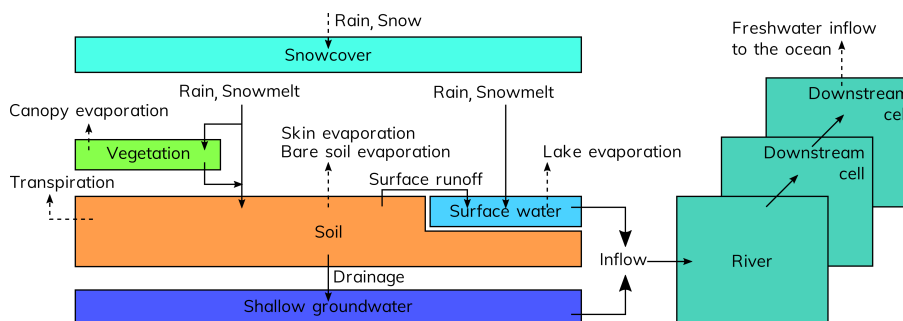 Rain, Snow
Snowcover
Freshwater inflow
to the ocean
Rain, Snowmelt
Rain, Snowmelt
Downstream
cel
Canopy evaporation
Vegetation
Skin evaporation
Bare soil evaporation
Lake evaporation
Downstream
cell
Transpiration
Surface runoff
Surface water
Soil
Inflow
River
Drainage
Shallow groundwater